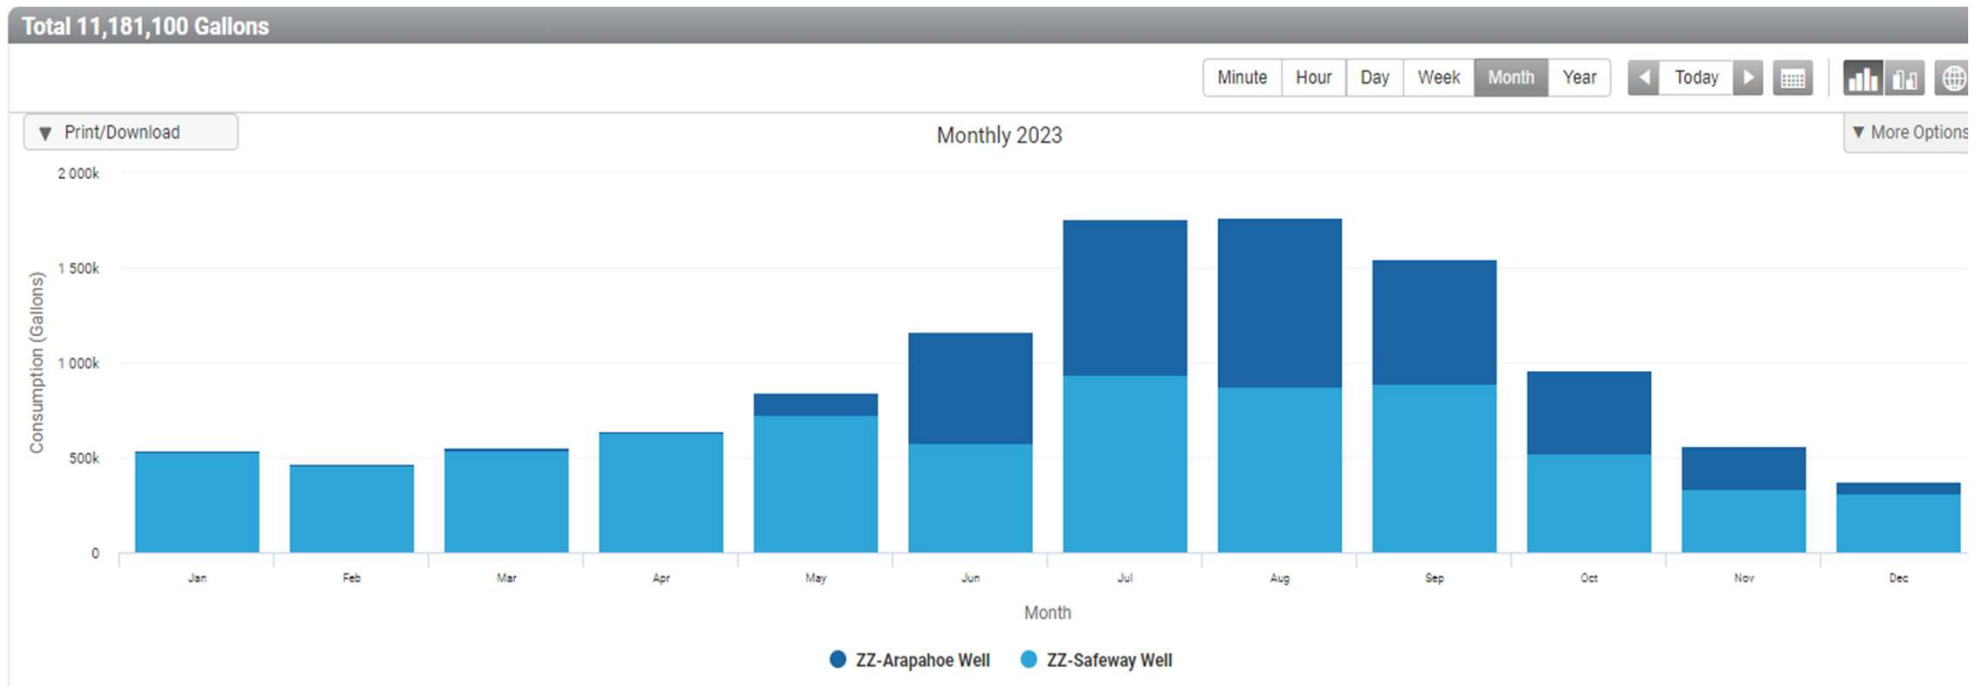 Total 11,181,100 Gallons
Minute Hour Day Week Month Year Today
Print/Download
Monthly 2023
More Options
2 000k
1 500k
1 000k
500k
0
Consumption (Gallons)
Jan Feb Mar Apr May Jun Jul Aug Sep Oct Nov Dec
Month
ZZ-Arapahoe Well ZZ-Safeway Well